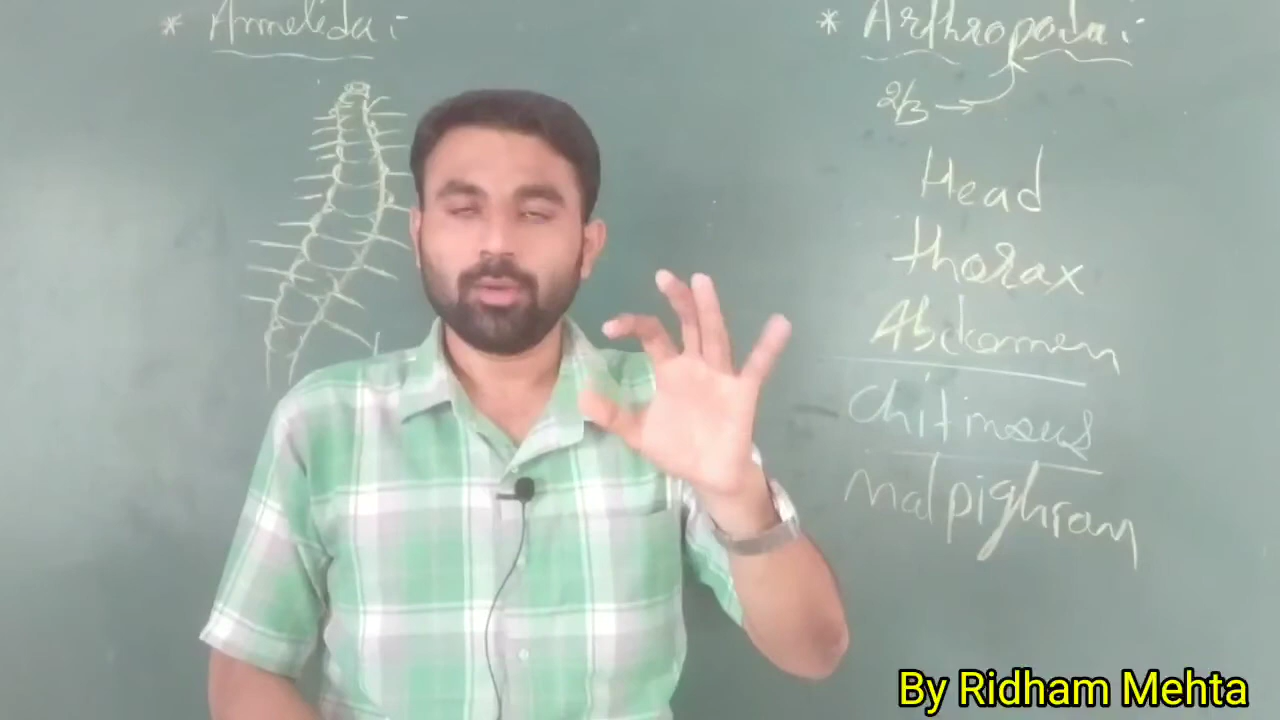 * Annelida :-
* Arthropoda :-
2/3 →
Head
thorax
Abdomen
chitinous
malpighian
By Ridham Mehta